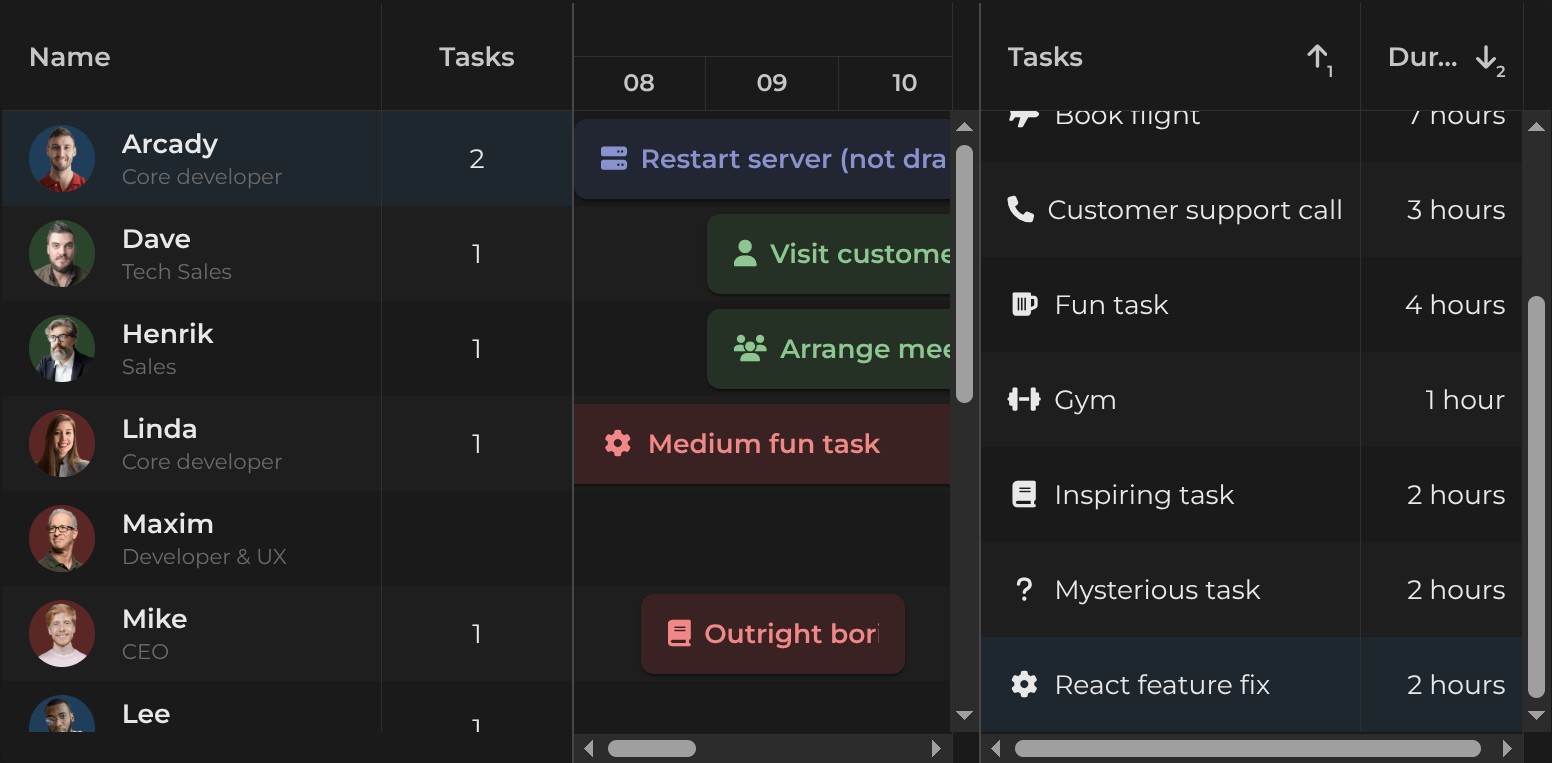 Name Tasks
08 09 10
Tasks 1 Dur... 2
Arcady
Core developer
2
Restart server (not dra
Dave
Tech Sales
1
Visit custome
Henrik
Sales
1
Arrange mee
Linda
Core developer
1
Medium fun task
Maxim
Developer & UX
Mike
CEO
1
Outright bori
Lee
1
Book flight 7 hours
Customer support call 3 hours
Fun task 4 hours
Gym 1 hour
Inspiring task 2 hours
? Mysterious task 2 hours
React feature fix 2 hours